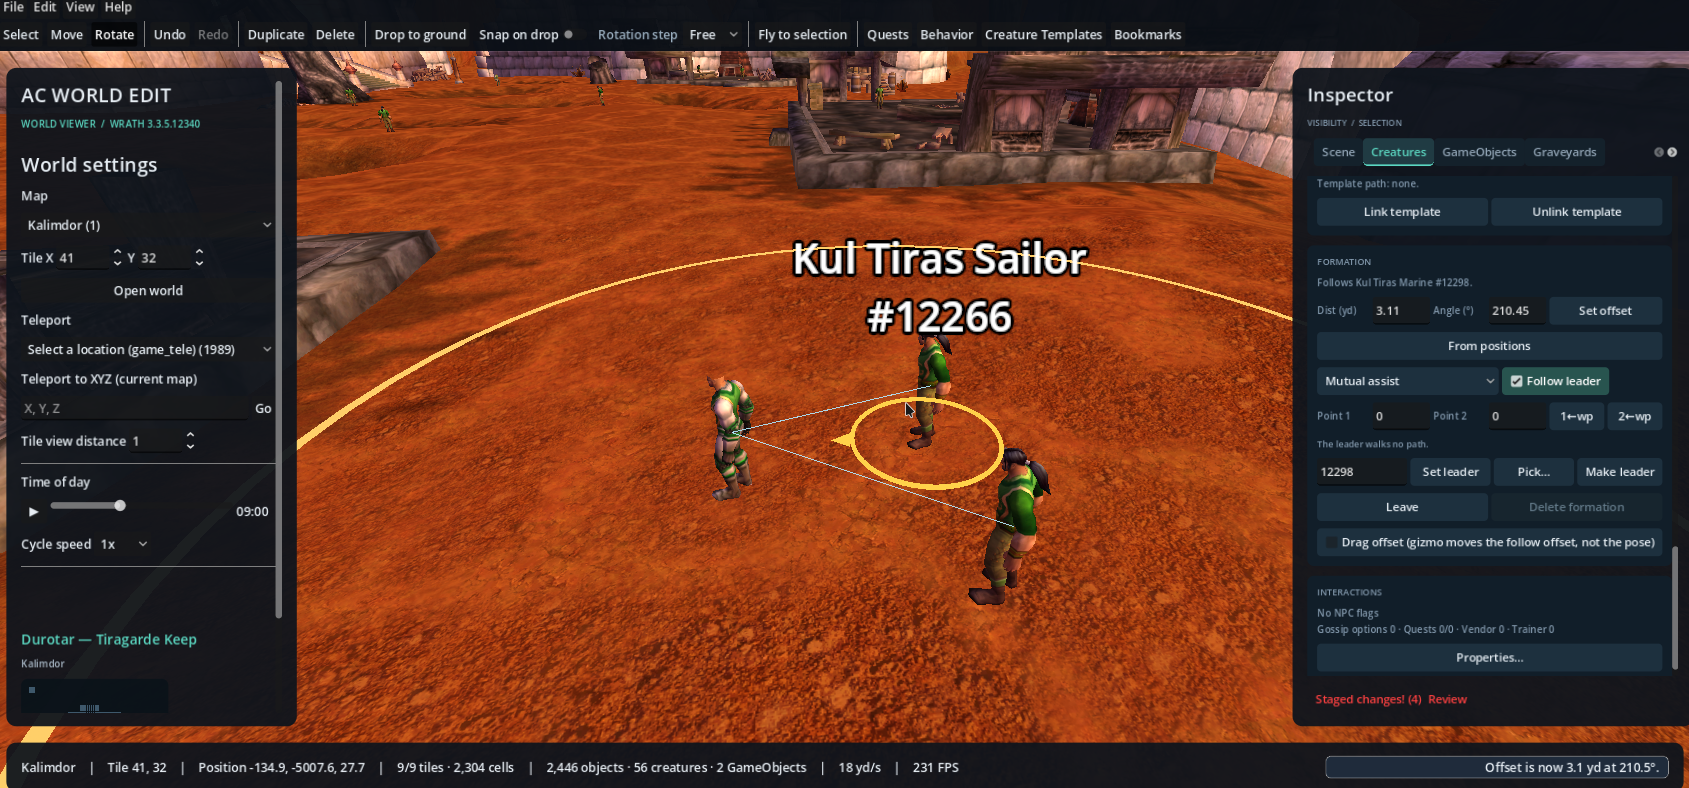 File Edit View Help
Select Move Rotate Undo Redo Duplicate Delete Drop to ground Snap on drop Rotation step Free Fly to selection Quests Behavior Creature Templates Bookmarks
AC WORLD EDIT
WORLD VIEWER / WRATH 3.3.5.12340
World settings
Map
Kalimdor (1)
Tile X 41 Y 32
Open world
Teleport
Select a location (game_tele) (1989)
Teleport to XYZ (current map)
X, Y, Z Go
Tile view distance 1
Time of day
09:00
Cycle speed 1x
Durotar — Tiragarde Keep
Kalimdor
Kul Tiras Sailor
#12266
Inspector
VISIBILITY / SELECTION
Scene Creatures GameObjects Graveyards
Template path: none.
Link template Unlink template
FORMATION
Follows Kul Tiras Marine #12298.
Dist (yd) 3.11 Angle (°) 210.45 Set offset
From positions
Mutual assist Follow leader
Point 1 0 Point 2 0 1←wp 2←wp
The leader walks no path.
12298 Set leader Pick... Make leader
Leave Delete formation
Drag offset (gizmo moves the follow offset, not the pose)
INTERACTIONS
No NPC flags
Gossip options 0 · Quests 0/0 · Vendor 0 · Trainer 0
Properties...
Staged changes! (4) Review
Kalimdor | Tile 41, 32 | Position -134.9, -5007.6, 27.7 | 9/9 tiles · 2,304 cells | 2,446 objects · 56 creatures · 2 GameObjects | 18 yd/s | 231 FPS
Offset is now 3.1 yd at 210.5°.